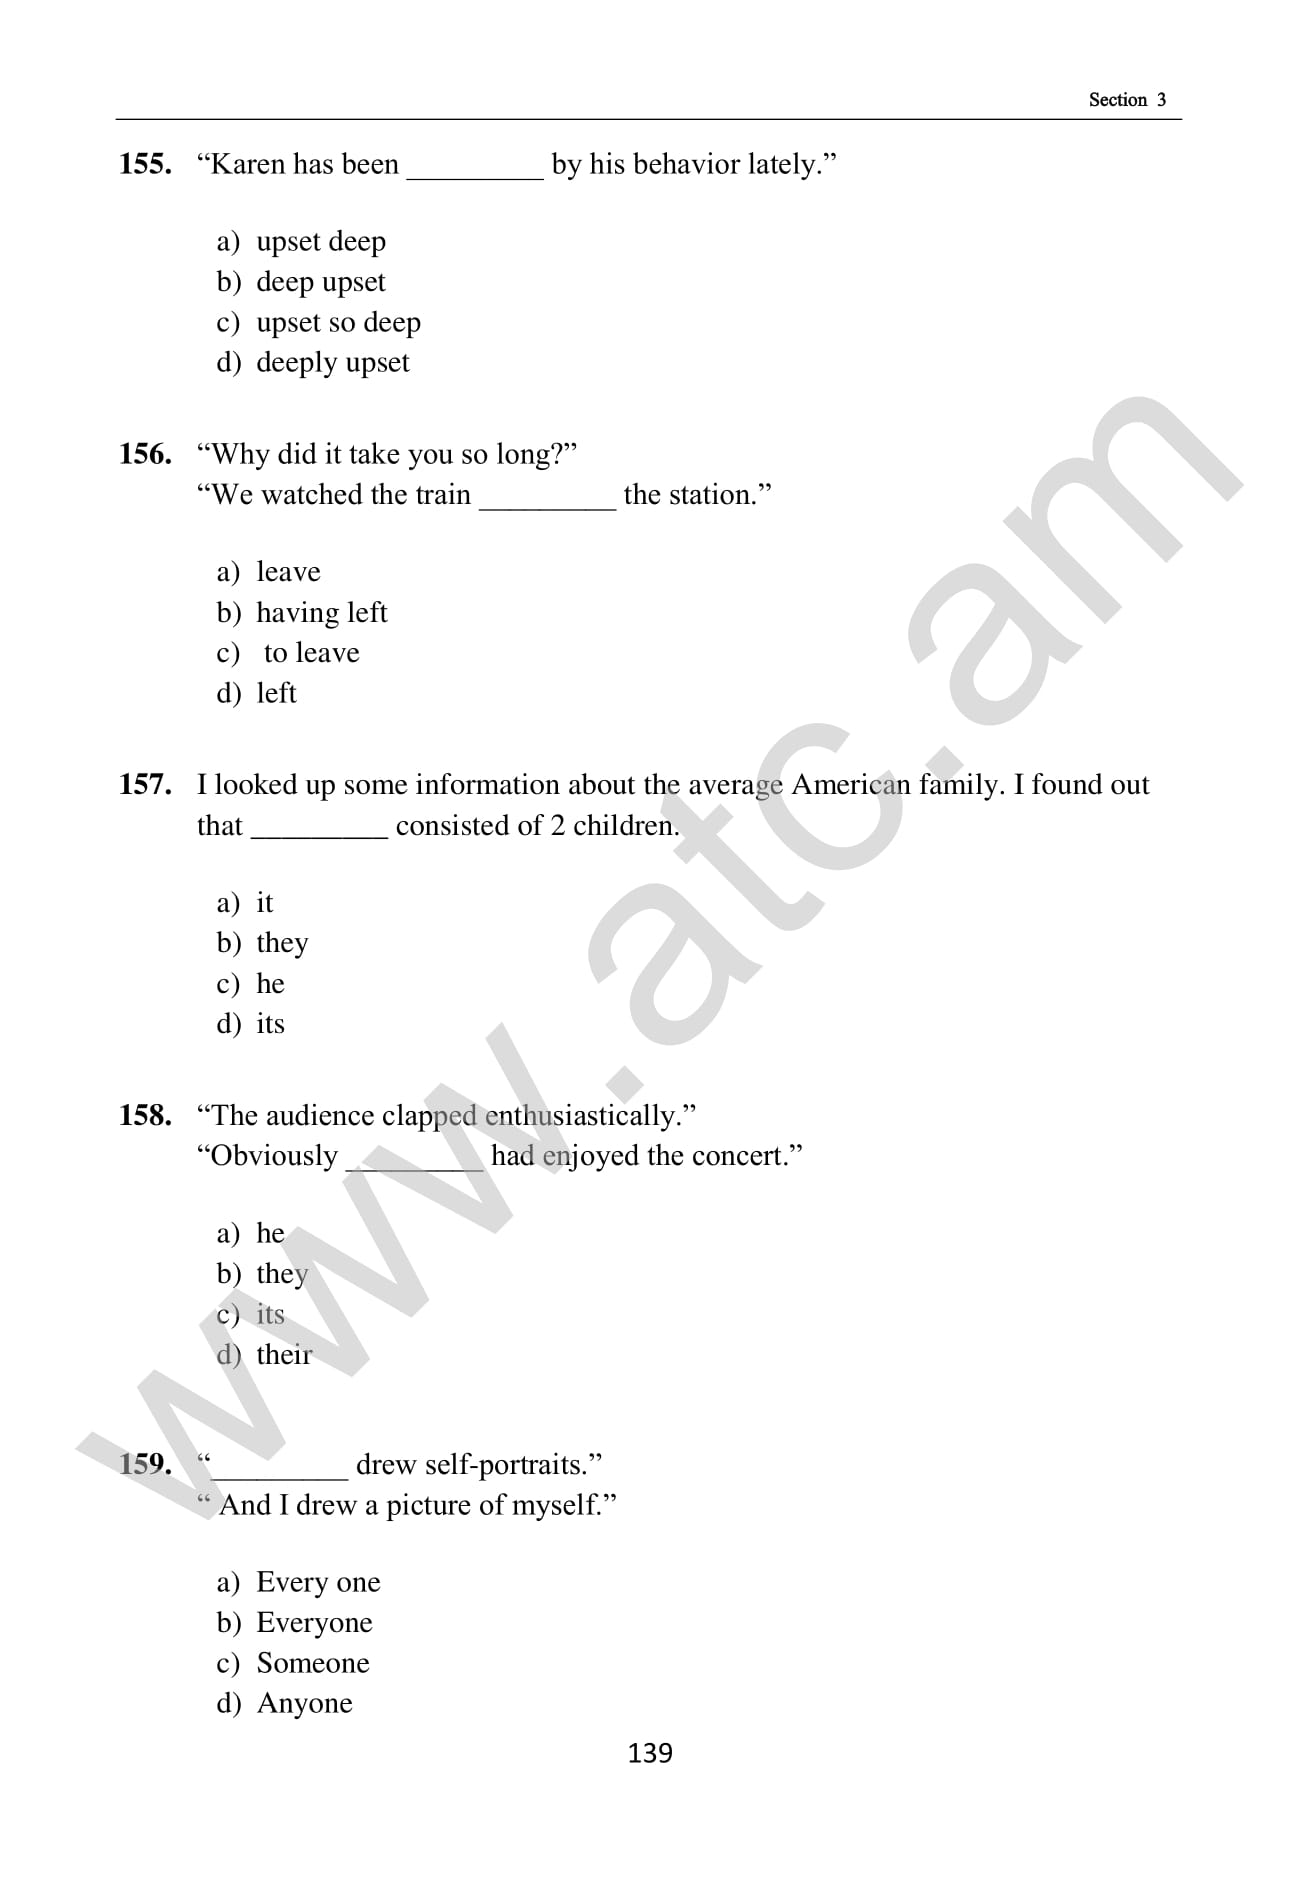 Section 3
155. “Karen has been _________ by his behavior lately.”
a) upset deep
b) deep upset
c) upset so deep
d) deeply upset
156. “Why did it take you so long?”
“We watched the train _________ the station.”
a) leave
b) having left
c) to leave
d) left
157. I looked up some information about the average American family. I found out
that _________ consisted of 2 children.
a) it
b) they
c) he
d) its
158. “The audience clapped enthusiastically.”
“Obviously _________ had enjoyed the concert.”
a) he
b) they
c) its
d) their
159. “_________ drew self-portraits.”
“ And I drew a picture of myself.”
a) Every one
b) Everyone
c) Someone
d) Anyone
139
www.atc.am